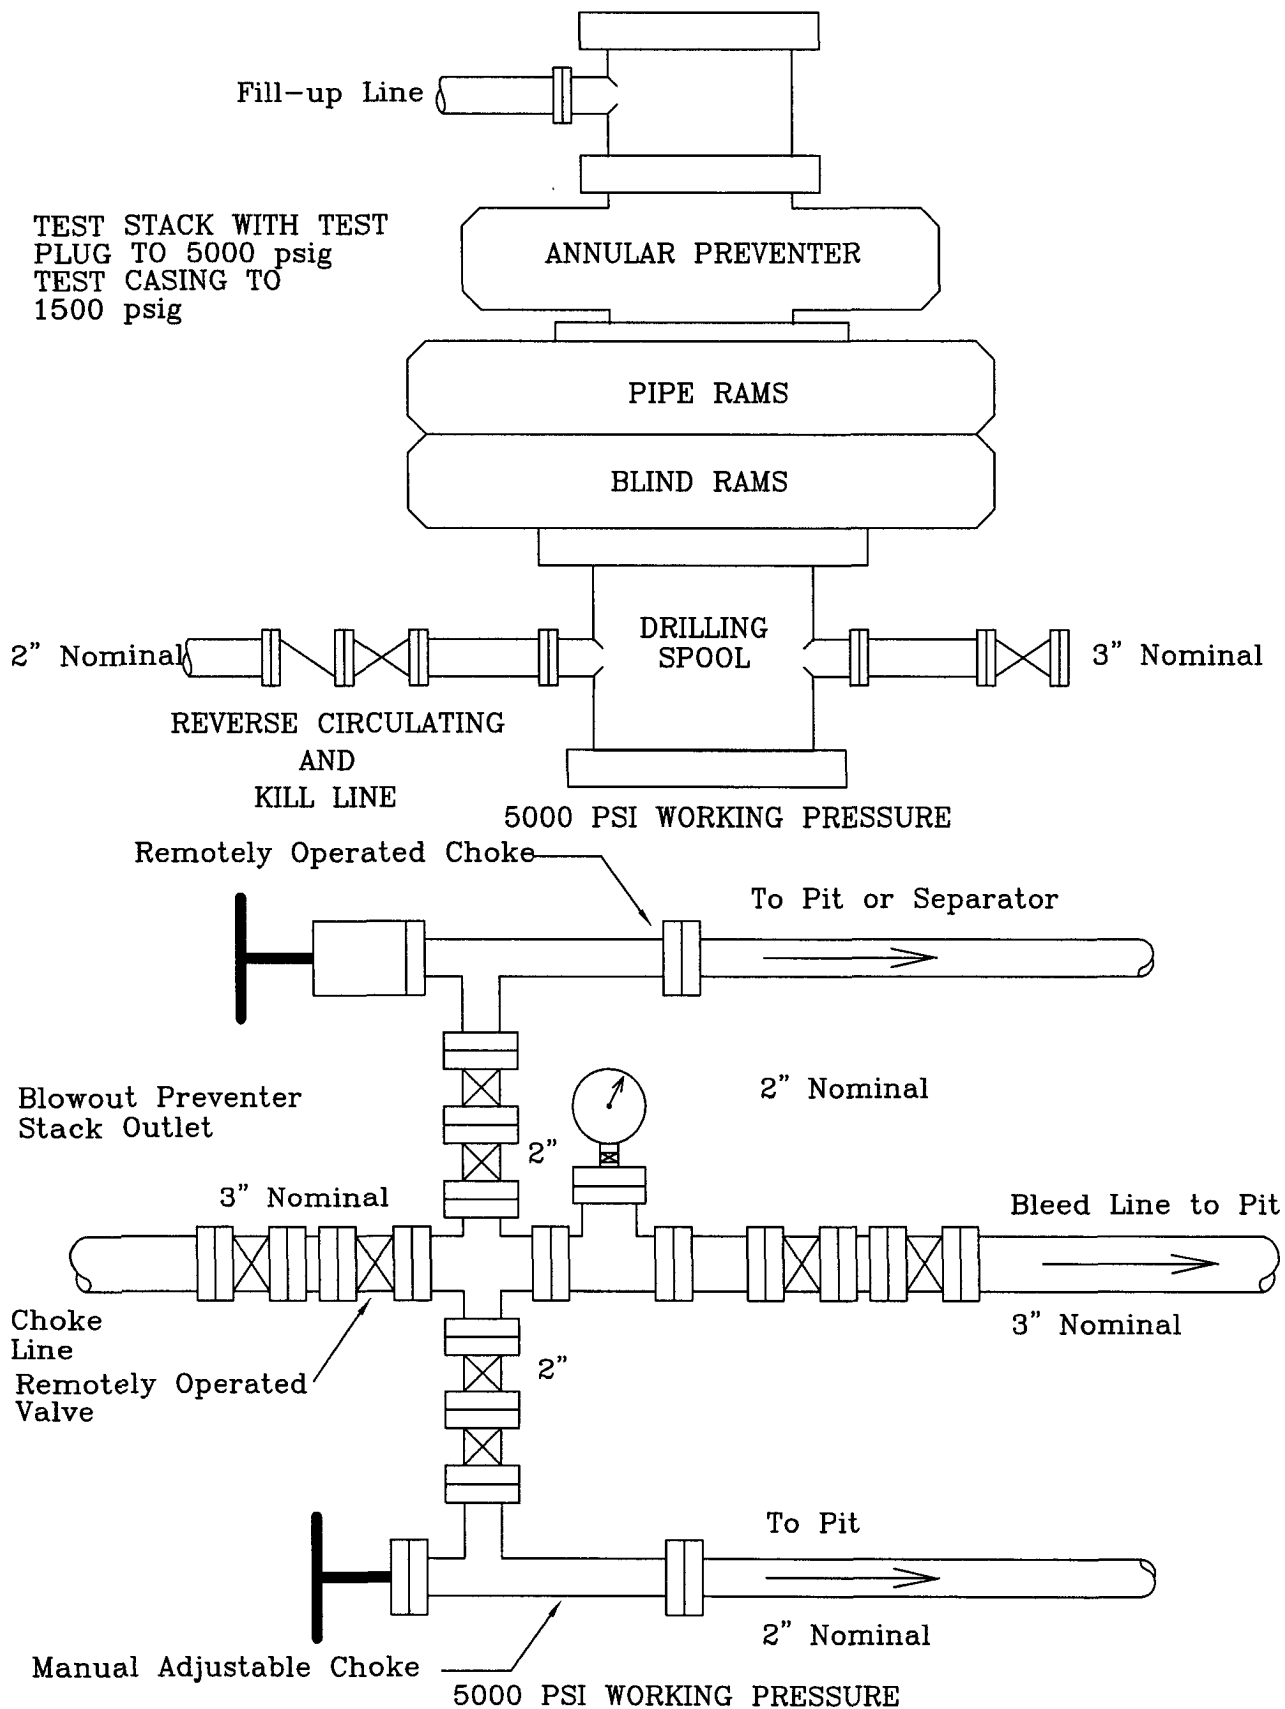 Fill-up Line
TEST STACK WITH TEST
PLUG TO 5000 psig
TEST CASING TO
1500 psig
ANNULAR PREVENTER
PIPE RAMS
BLIND RAMS
DRILLING
SPOOL
2" Nominal
3" Nominal
REVERSE CIRCULATING
AND
KILL LINE
5000 PSI WORKING PRESSURE
Remotely Operated Choke
To Pit or Separator
2" Nominal
Blowout Preventer
Stack Outlet
2"
3" Nominal
Bleed Line to Pit
Choke
Line
3" Nominal
2"
Remotely Operated
Valve
To Pit
2" Nominal
Manual Adjustable Choke
5000 PSI WORKING PRESSURE